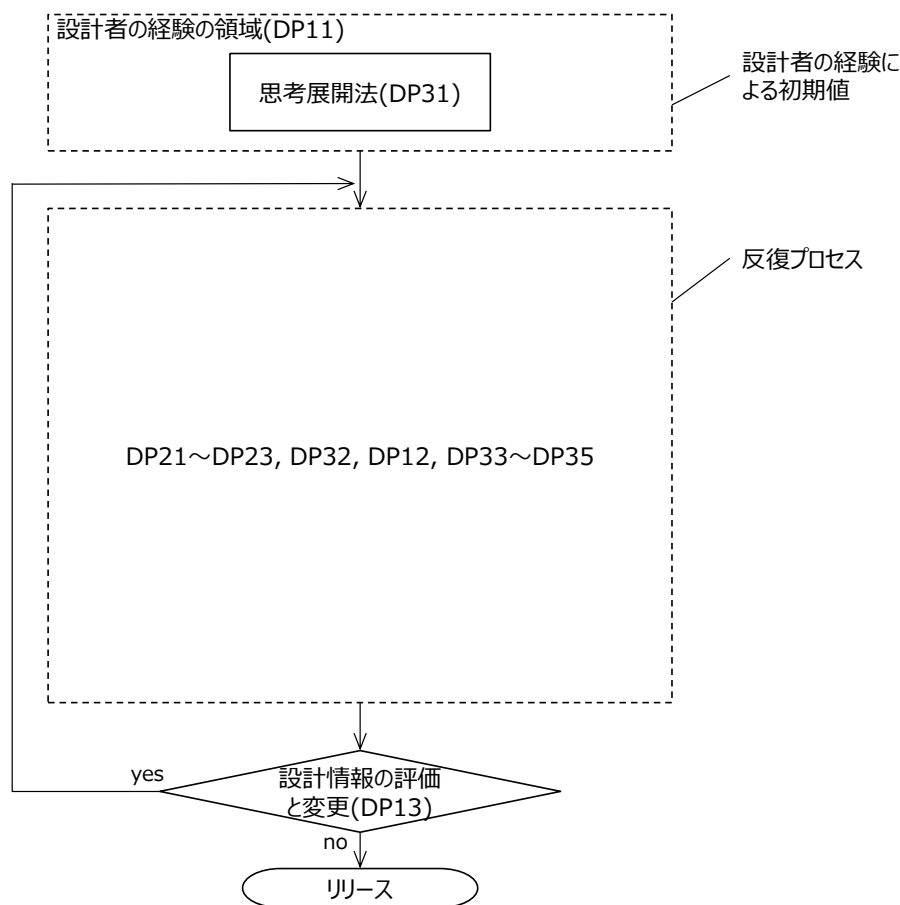 設計者の経験の領域(DP11)
思考展開法(DP31)
設計者の経験に
よる初期値
反復プロセス
DP21～DP23, DP32, DP12, DP33～DP35
yes
設計情報の評価
と変更(DP13)
no
リリース